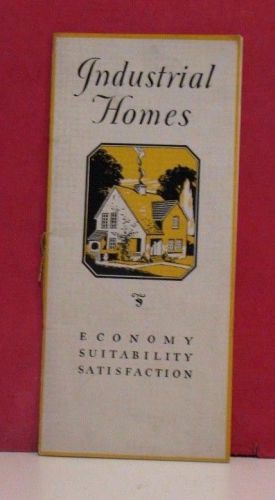 Industrial
Homes
ECONOMY
SUITABILITY
SATISFACTION